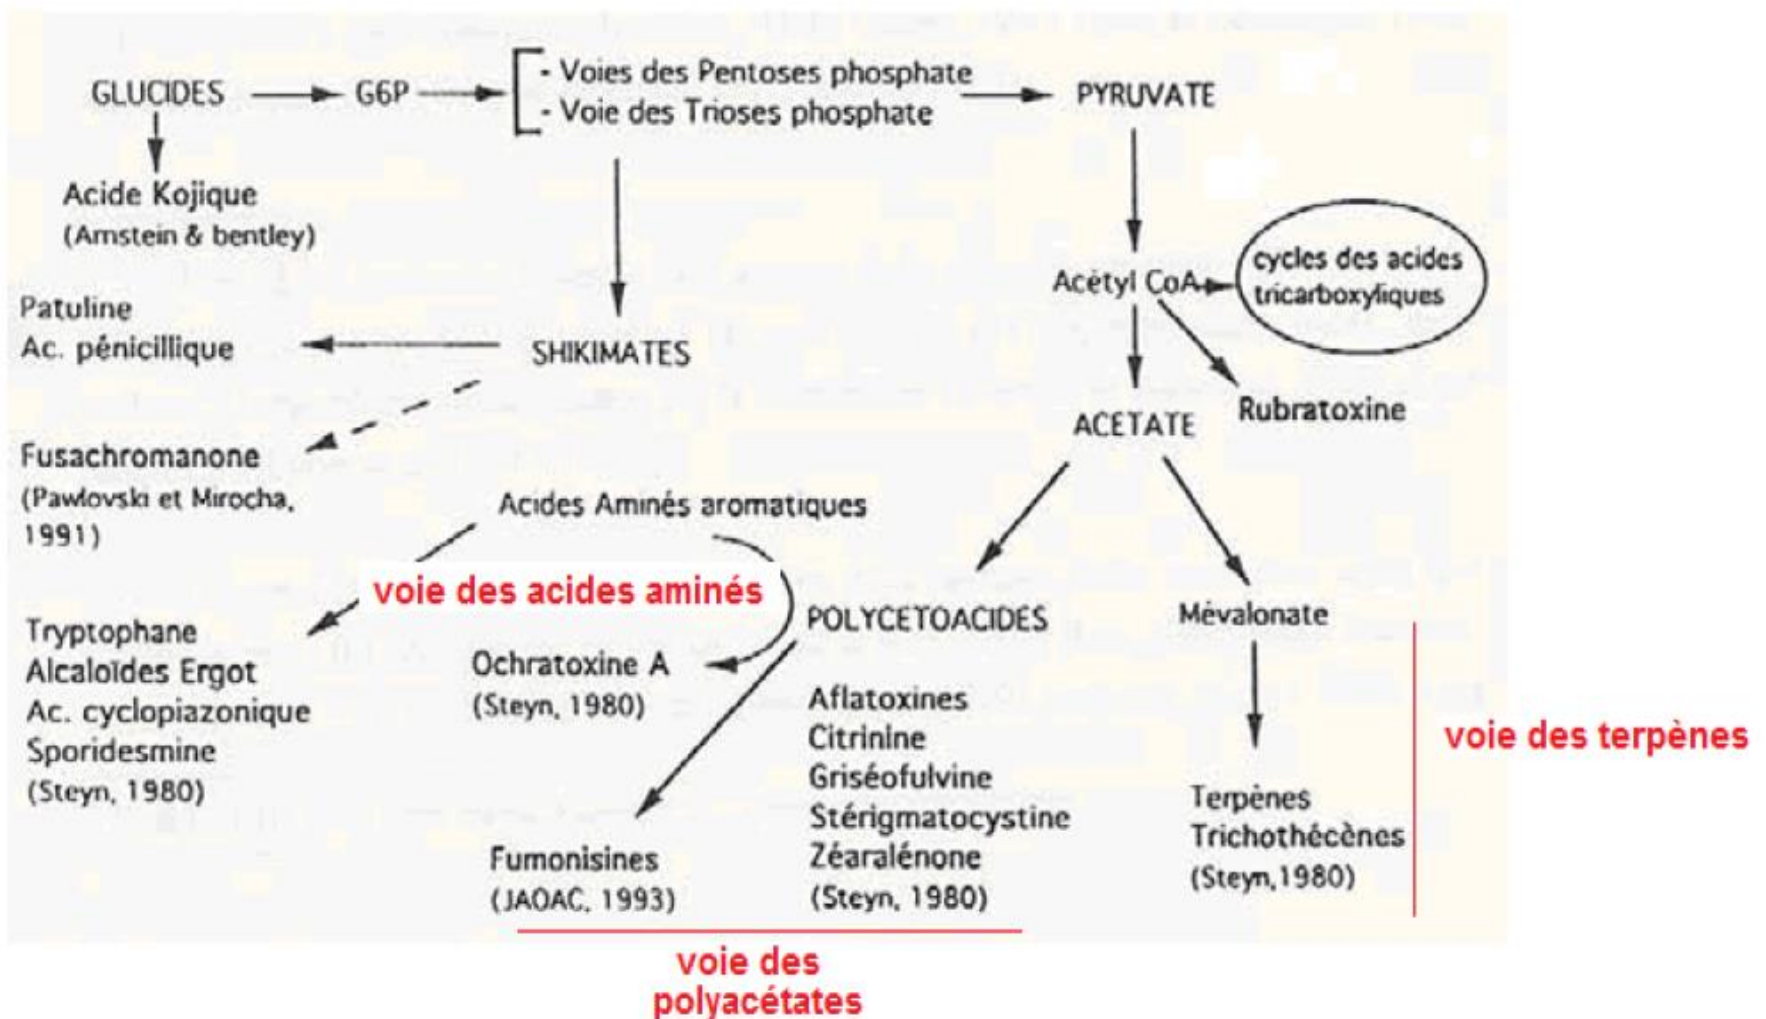 GLUCIDES
G6P
- Voies des Pentoses phosphate
- Voie des Trioses phosphate
PYRUVATE
Acide Kojique
(Arnstein & bentley)
Patuline
Ac. pénicillique
SHIKIMATES
Acétyl CoA
cycles des acides
tricarboxyliques
ACETATE
Rubratoxine
Fusachromanone
(Pawlovski et Mirocha,
1991)
Acides Aminés aromatiques
voie des acides aminés
Tryptophane
Alcaloïdes Ergot
Ac. cyclopiazonique
Sporidesmine
(Steyn, 1980)
Ochratoxine A
(Steyn, 1980)
POLYCETOACIDES
Mévalonate
Aflatoxines
Citrinine
Griséofulvine
Stérigmatocystine
Zéaralénone
(Steyn, 1980)
voie des terpènes
Terpènes
Trichothécènes
(Steyn,1980)
Fumonisines
(JAOAC, 1993)
voie des
polyacétates